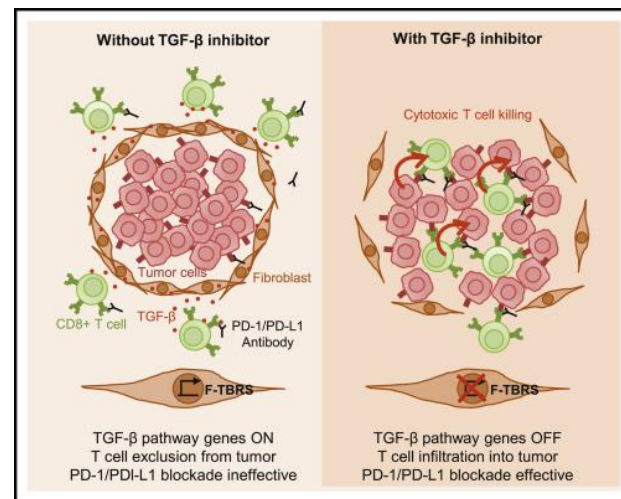 Without TGF-β inhibitor
With TGF-β inhibitor
Cytotoxic T cell killing
Tumor cells
Fibroblast
CD8+ T cell
TGF-β
PD-1/PD-L1
Antibody
F-TBRS
F-TBRS
TGF-β pathway genes ON
T cell exclusion from tumor
PD-1/PDl-L1 blockade ineffective
TGF-β pathway genes OFF
T cell infiltration into tumor
PD-1/PD-L1 blockade effective